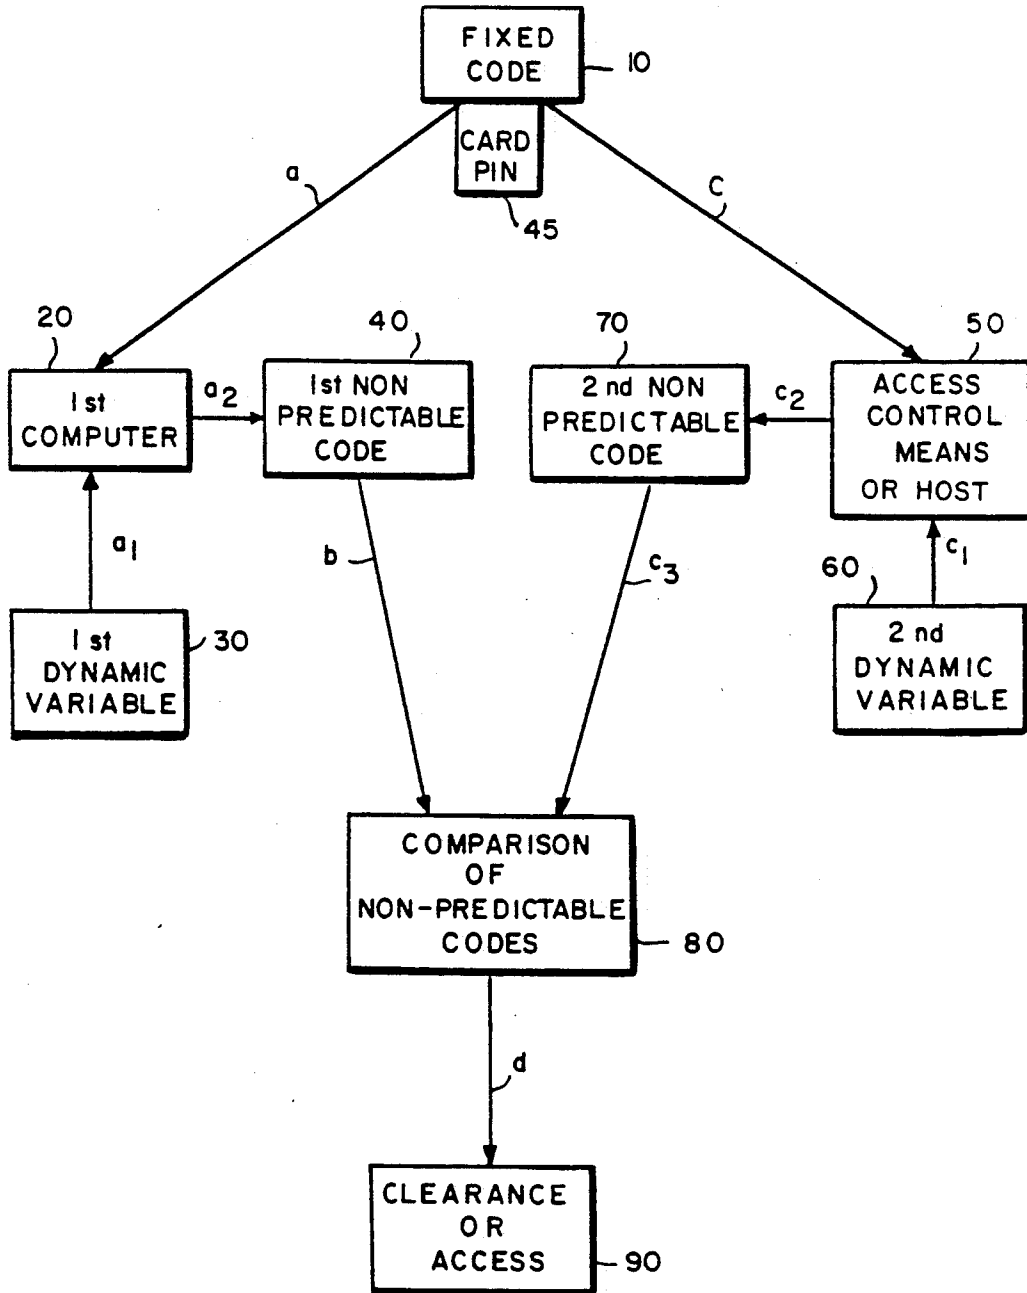 FIXED
CODE
10
CARD
PIN
45
a
C
20
40
70
50
1st
COMPUTER
a2
1st NON
PREDICTABLE
CODE
2nd NON
PREDICTABLE
CODE
c2
ACCESS
CONTROL
MEANS
OR HOST
a1
b
c3
c1
60
1st
DYNAMIC
VARIABLE
30
2nd
DYNAMIC
VARIABLE
COMPARISON
OF
NON-PREDICTABLE
CODES
80
d
CLEARANCE
OR
ACCESS
90